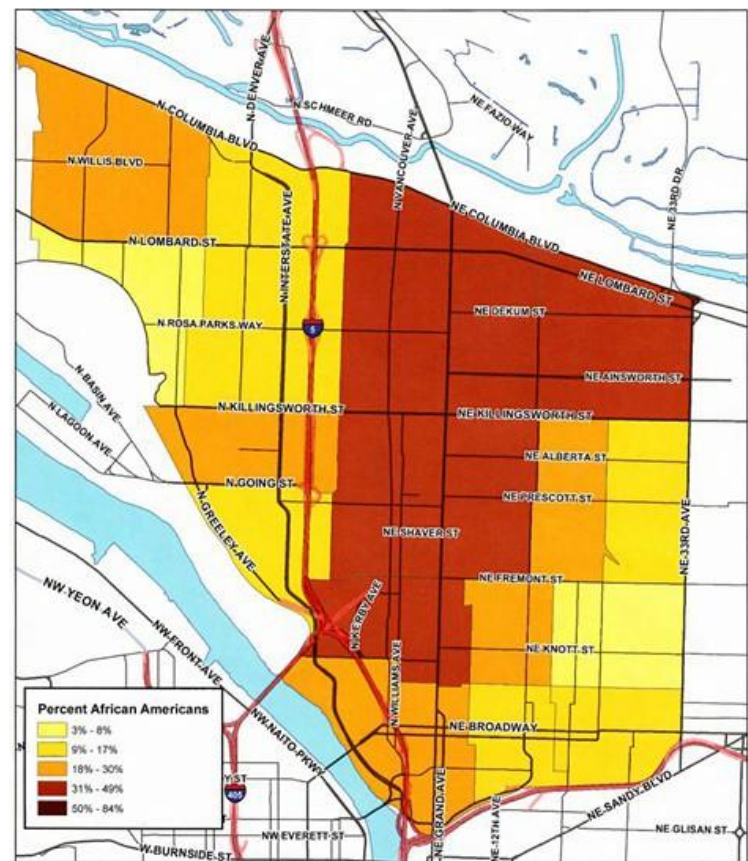 N DENVER AVE
N SCHMEER RD
N COLUMBIA BLVD
N VANCOUVER AVE
NE FAZIO WAY
N WILLIS BLVD
NE 33RD DR
NE COLUMBIA BLVD
N INTERSTATE AVE
N LOMBARD ST
NE LOMBARD ST
NE DEKUM ST
N ROSA PARKS WAY
5
N BASIN AVE
NE AINSWORTH ST
N KILLINGSWORTH ST
NE KILLINGSWORTH ST
N LAGOON AVE
NE ALBERTA ST
N GOING ST
NE PRESCOTT ST
N GREELEY AVE
NE SHAVER ST
NE 33RD AVE
NW YEON AVE
NE FREMONT ST
N KERBY AVE
NW FRONT AVE
NE KNOTT ST
N WILLIAMS AVE
Percent African Americans
3% - 8%
9% - 17%
18% - 30%
31% - 49%
50% - 84%
NE BROADWAY
NW NAITO PKWY
Y ST
405
NE GRAND AVE
NE SANDY BLVD
NE 12TH AVE
NW EVERETT ST
NE GLISAN ST
W BURNSIDE ST